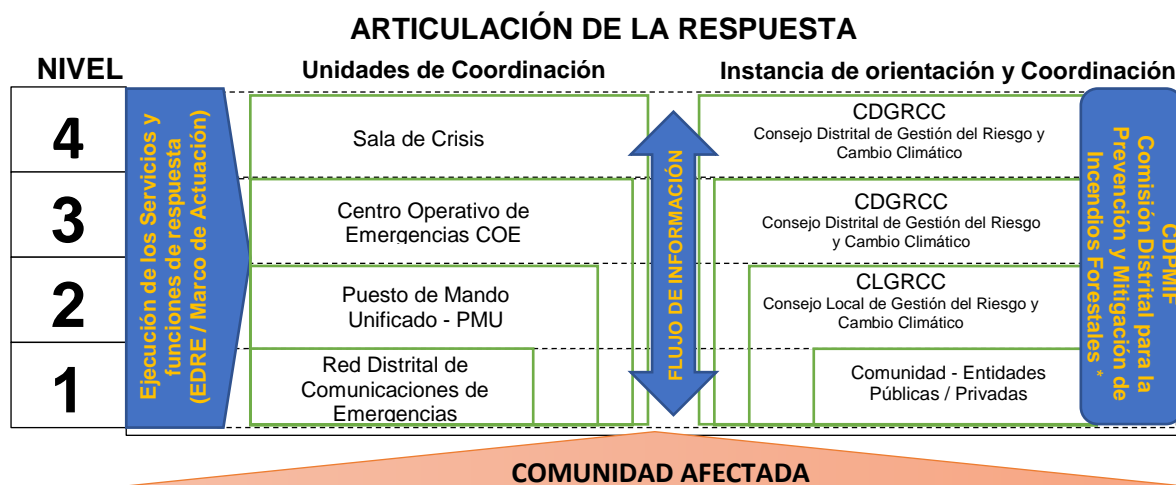 ARTICULACIÓN DE LA RESPUESTA
NIVEL
Unidades de Coordinación
Instancia de orientación y Coordinación
4
3
2
1
Ejecución de los Servicios y
funciones de respuesta
(EDRE / Marco de Actuación)
Sala de Crisis
Centro Operativo de
Emergencias COE
Puesto de Mando
Unificado - PMU
Red Distrital de
Comunicaciones de
Emergencias
FLUJO DE INFORMACIÓN
CDGRCC
Consejo Distrital de Gestión del Riesgo y
Cambio Climático
CDGRCC
Consejo Distrital de Gestión del Riesgo
y Cambio Climático
CLGRCC
Consejo Local de Gestión del Riesgo y
Cambio Climático
Comunidad - Entidades
Públicas / Privadas
CDPMIF
Comisión Distrital para la
Prevención y Mitigación de
Incendios Forestales *
COMUNIDAD AFECTADA